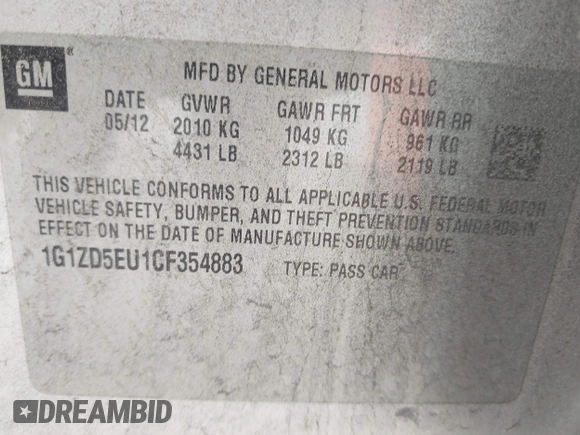 GM®
MFD BY GENERAL MOTORS LLC
DATE GVWR GAWR FRT GAWR RR
05/12 2010 KG 1049 KG 961 KG
4431 LB 2312 LB 2119 LB
THIS VEHICLE CONFORMS TO ALL APPLICABLE U.S. FEDERAL MOTOR
VEHICLE SAFETY, BUMPER, AND THEFT PREVENTION STANDARDS IN
EFFECT ON THE DATE OF MANUFACTURE SHOWN ABOVE.
1G1ZD5EU1CF354883 TYPE: PASS CAR
DREAMBID